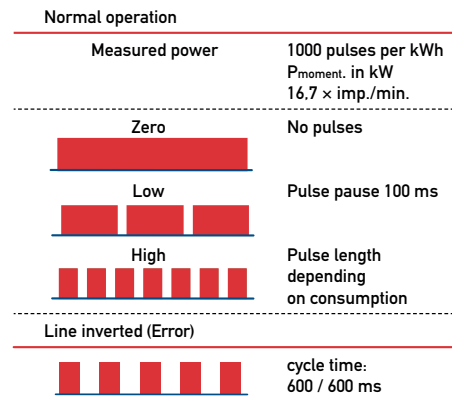 Normal operation
Measured power
1000 pulses per kWh
Pmoment. in kW
16,7 × imp./min.
Zero
No pulses
Low
Pulse pause 100 ms
High
Pulse length
depending
on consumption
Line inverted (Error)
cycle time:
600 / 600 ms